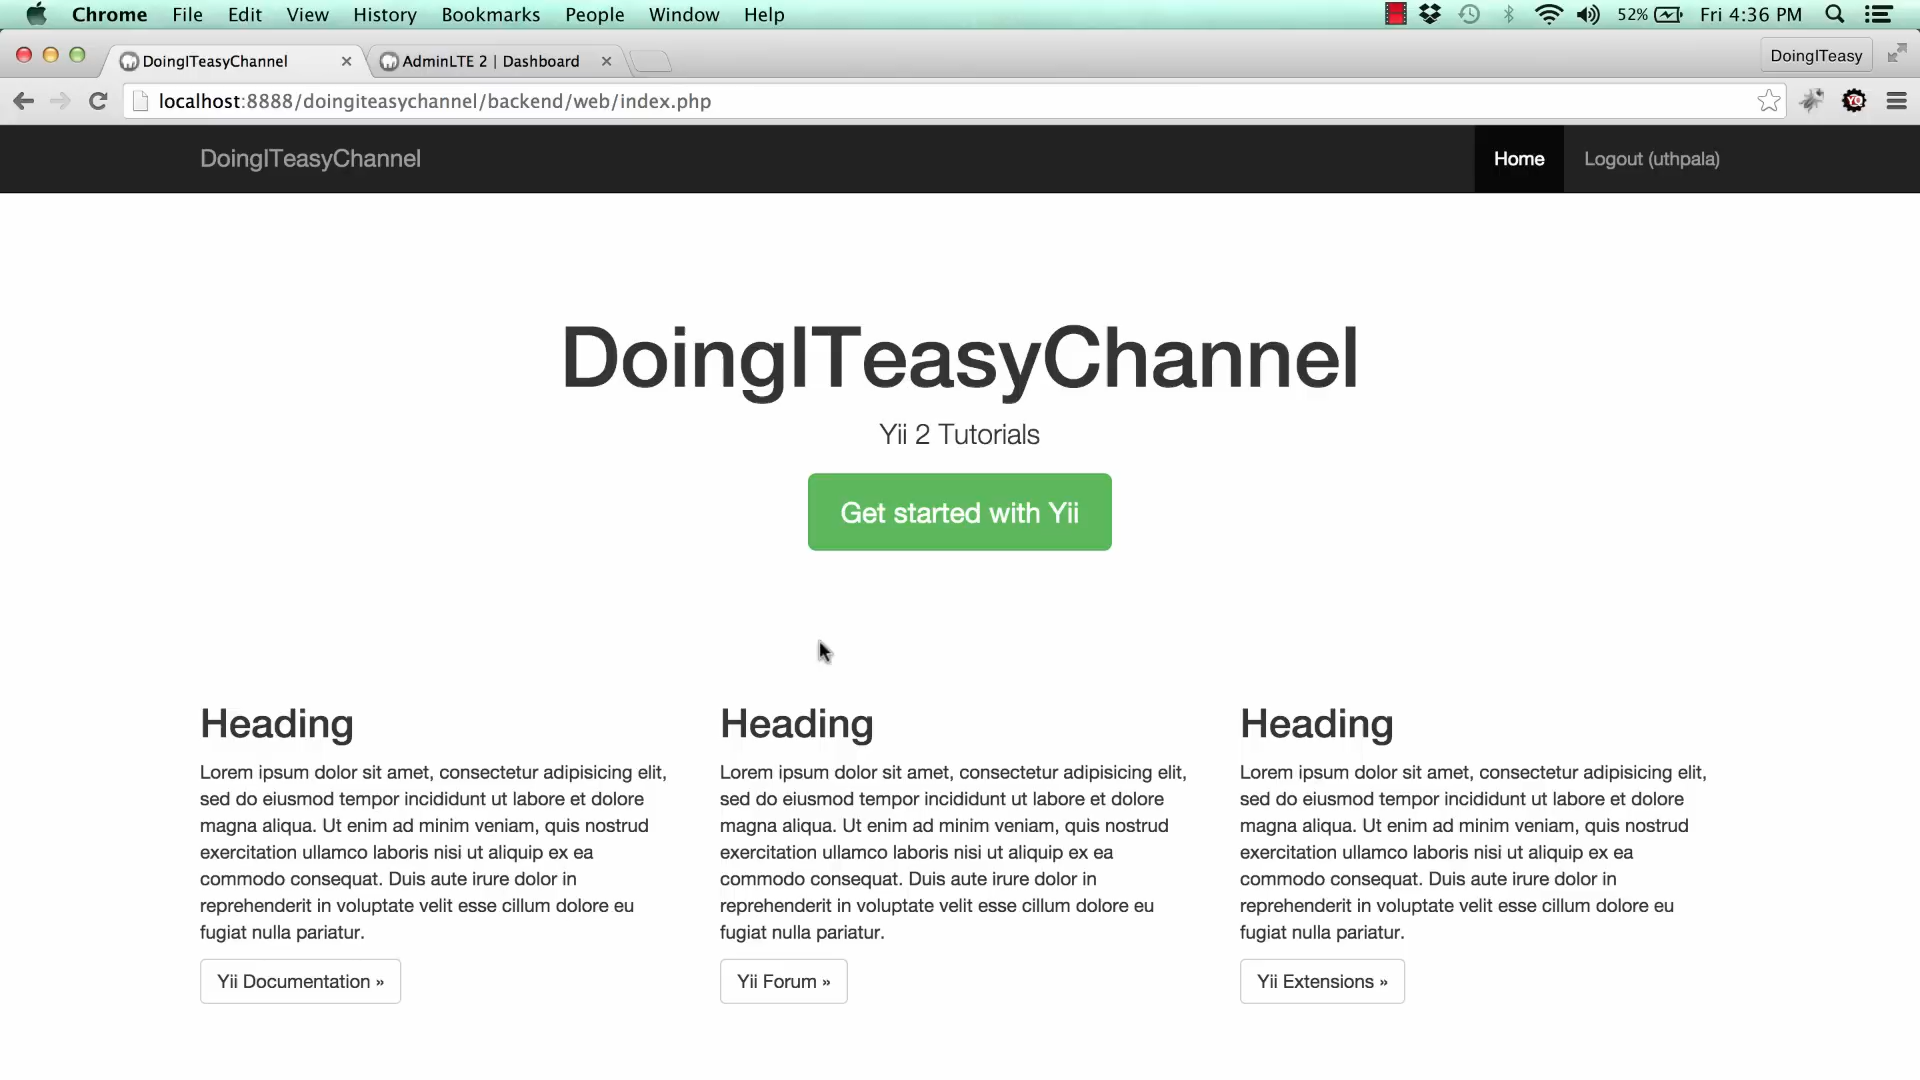 Chrome File Edit View History Bookmarks People Window Help 52% Fri 4:36 PM
DoingITeasyChannel AdminLTE 2 | Dashboard DoingITeasy
localhost:8888/doingiteasychannel/backend/web/index.php YQ
DoingITeasyChannel Home Logout (uthpala)
DoingITeasyChannel
Yii 2 Tutorials
Get started with Yii
Heading
Lorem ipsum dolor sit amet, consectetur adipisicing elit,
sed do eiusmod tempor incididunt ut labore et dolore
magna aliqua. Ut enim ad minim veniam, quis nostrud
exercitation ullamco laboris nisi ut aliquip ex ea
commodo consequat. Duis aute irure dolor in
reprehenderit in voluptate velit esse cillum dolore eu
fugiat nulla pariatur.
Yii Documentation »
Heading
Lorem ipsum dolor sit amet, consectetur adipisicing elit,
sed do eiusmod tempor incididunt ut labore et dolore
magna aliqua. Ut enim ad minim veniam, quis nostrud
exercitation ullamco laboris nisi ut aliquip ex ea
commodo consequat. Duis aute irure dolor in
reprehenderit in voluptate velit esse cillum dolore eu
fugiat nulla pariatur.
Yii Forum »
Heading
Lorem ipsum dolor sit amet, consectetur adipisicing elit,
sed do eiusmod tempor incididunt ut labore et dolore
magna aliqua. Ut enim ad minim veniam, quis nostrud
exercitation ullamco laboris nisi ut aliquip ex ea
commodo consequat. Duis aute irure dolor in
reprehenderit in voluptate velit esse cillum dolore eu
fugiat nulla pariatur.
Yii Extensions »